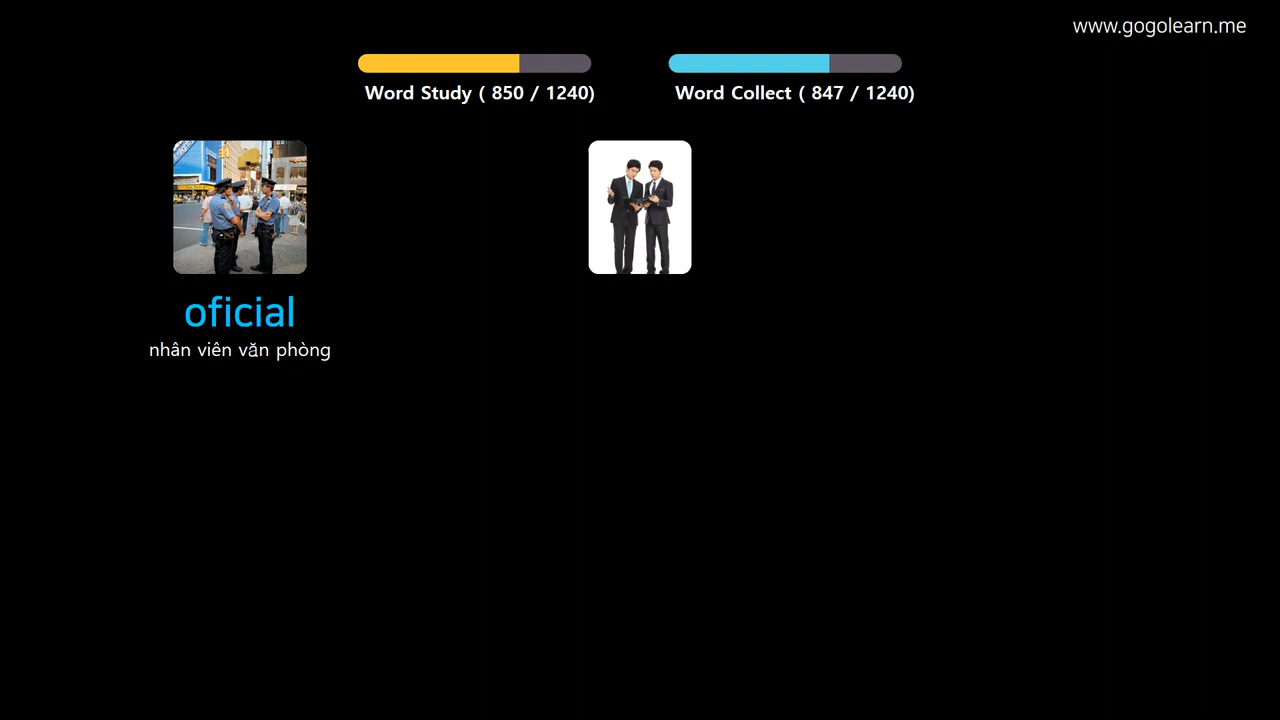 www.gogolearn.me
Word Study ( 850 / 1240)
Word Collect ( 847 / 1240)
oficial
nhân viên văn phòng